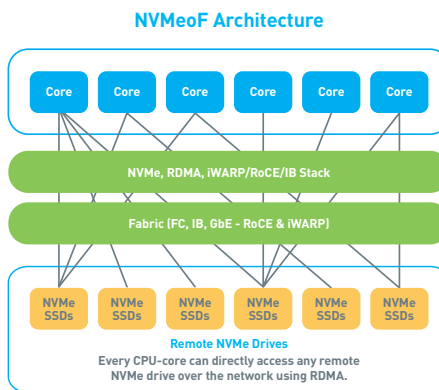 NVMeoF Architecture
Core Core Core Core Core Core
NVMe, RDMA, iWARP/RoCE/IB Stack
Fabric (FC, IB, GbE - RoCE & iWARP)
NVMe NVMe NVMe NVMe NVMe NVMe
SSDs SSDs SSDs SSDs SSDs SSDs
Remote NVMe Drives
Every CPU-core can directly access any remote
NVMe drive over the network using RDMA.